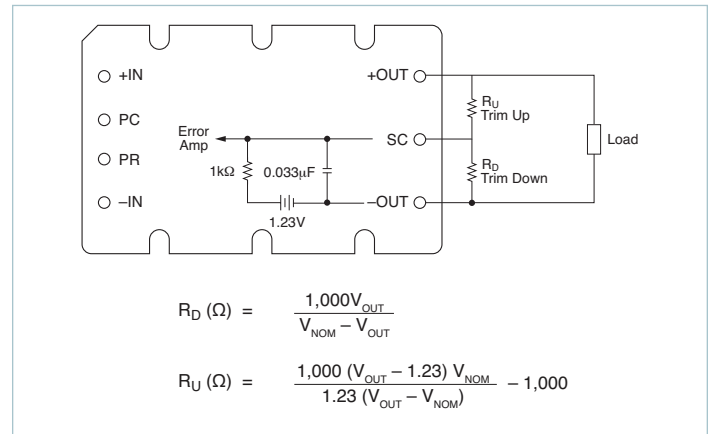 +IN
+OUT
R_U
Trim Up
PC
Error
Amp
SC
Load
PR
1kΩ
0.033μF
R_D
Trim Down
–IN
–OUT
1.23V
R_D (Ω) = 1,000V_OUT / V_NOM – V_OUT
R_U (Ω) = 1,000 (V_OUT – 1.23) V_NOM / 1.23 (V_OUT – V_NOM) – 1,000